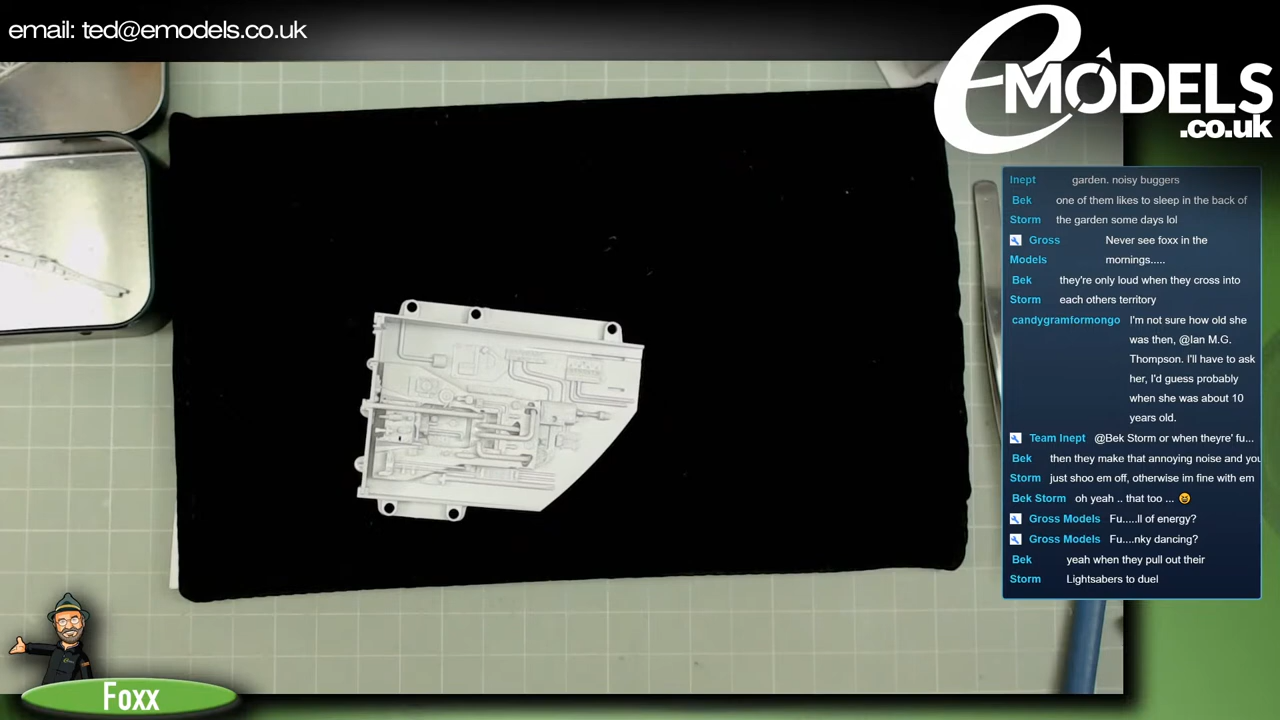 email: ted@emodels.co.uk
eMODELS
.co.uk
Inept garden. noisy buggers
Bek one of them likes to sleep in the back of
Storm the garden some days lol
Gross Never see foxx in the
Models mornings.....
Bek they're only loud when they cross into
Storm each others territory
candygramformongo I'm not sure how old she
was then, @Ian M.G.
Thompson. I'll have to ask
her, I'd guess probably
when she was about 10
years old.
Team Inept @Bek Storm or when theyre' fu...
Bek then they make that annoying noise and you
Storm just shoo em off, otherwise im fine with em
Bek Storm oh yeah .. that too ... 😆
Gross Models Fu.....ll of energy?
Gross Models Fu....nky dancing?
Bek yeah when they pull out their
Storm Lightsabers to duel
Foxx